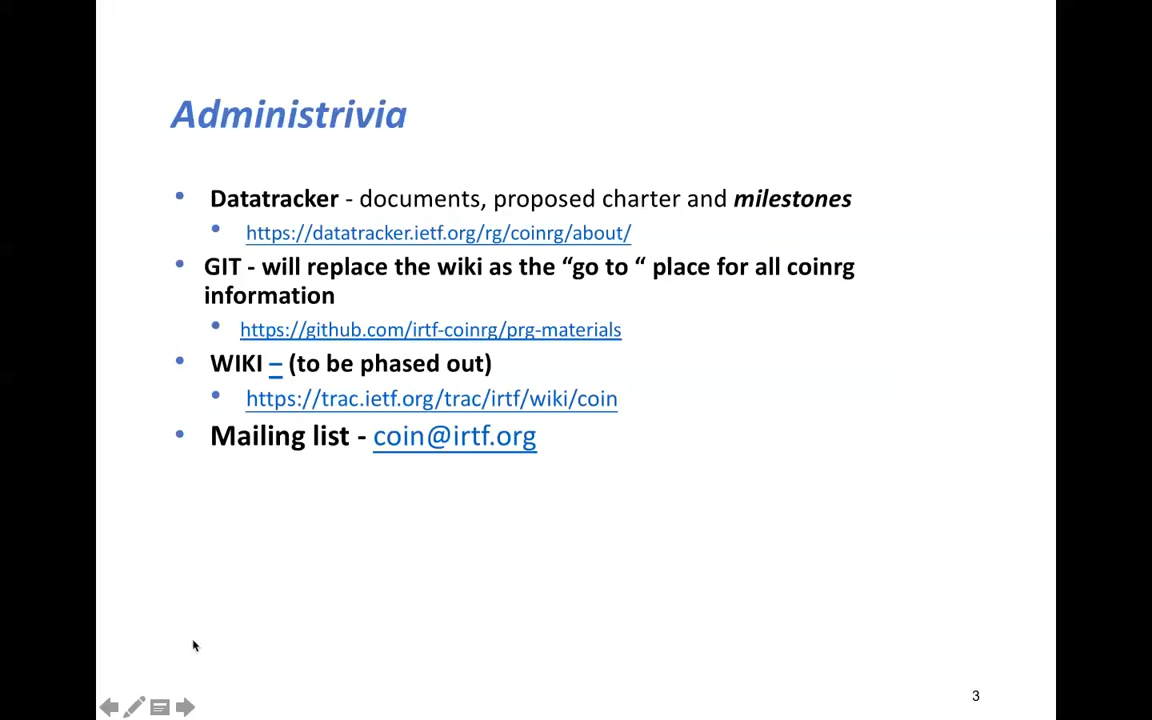 Administrivia
• Datatracker - documents, proposed charter and milestones
• https://datatracker.ietf.org/rg/coinrg/about/
• GIT - will replace the wiki as the “go to “ place for all coinrg
information
• https://github.com/irtf-coinrg/prg-materials
• WIKI – (to be phased out)
• https://trac.ietf.org/trac/irtf/wiki/coin
• Mailing list - coin@irtf.org
3